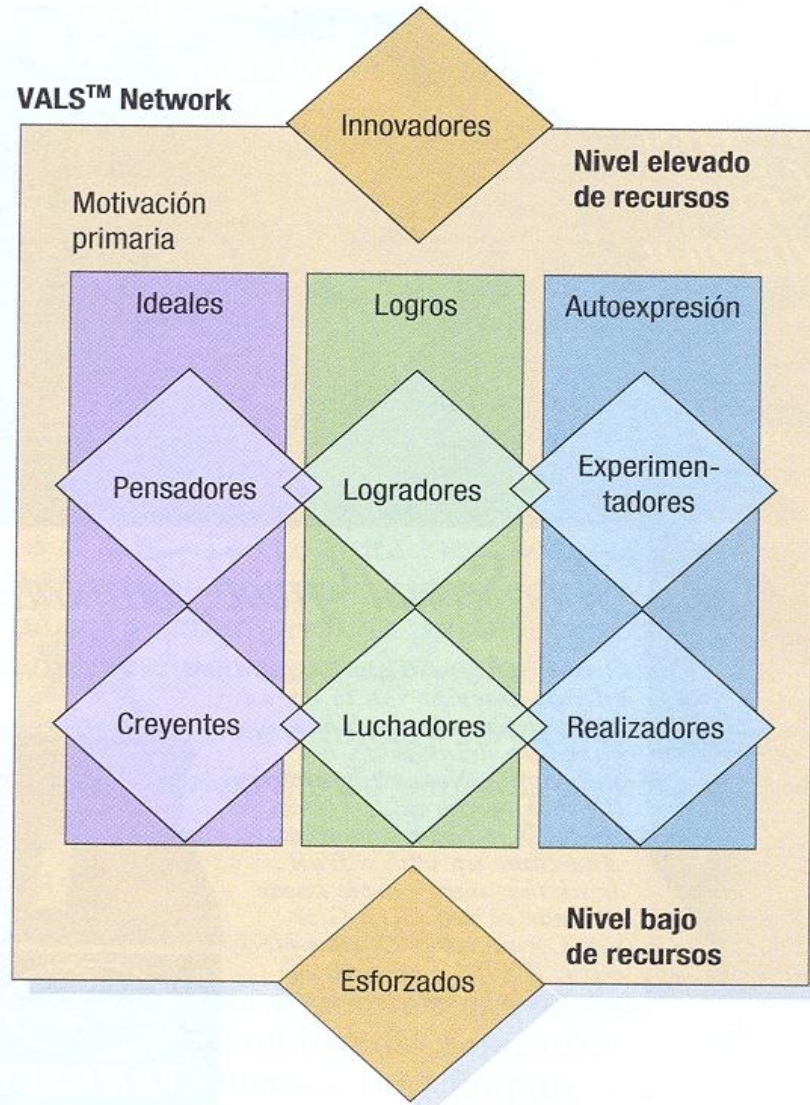 VALS™ Network
Innovadores
Nivel elevado
de recursos
Motivación
primaria
Ideales
Logros
Autoexpresión
Pensadores
Logradores
Experimen-
tadores
Creyentes
Luchadores
Realizadores
Nivel bajo
de recursos
Esforzados